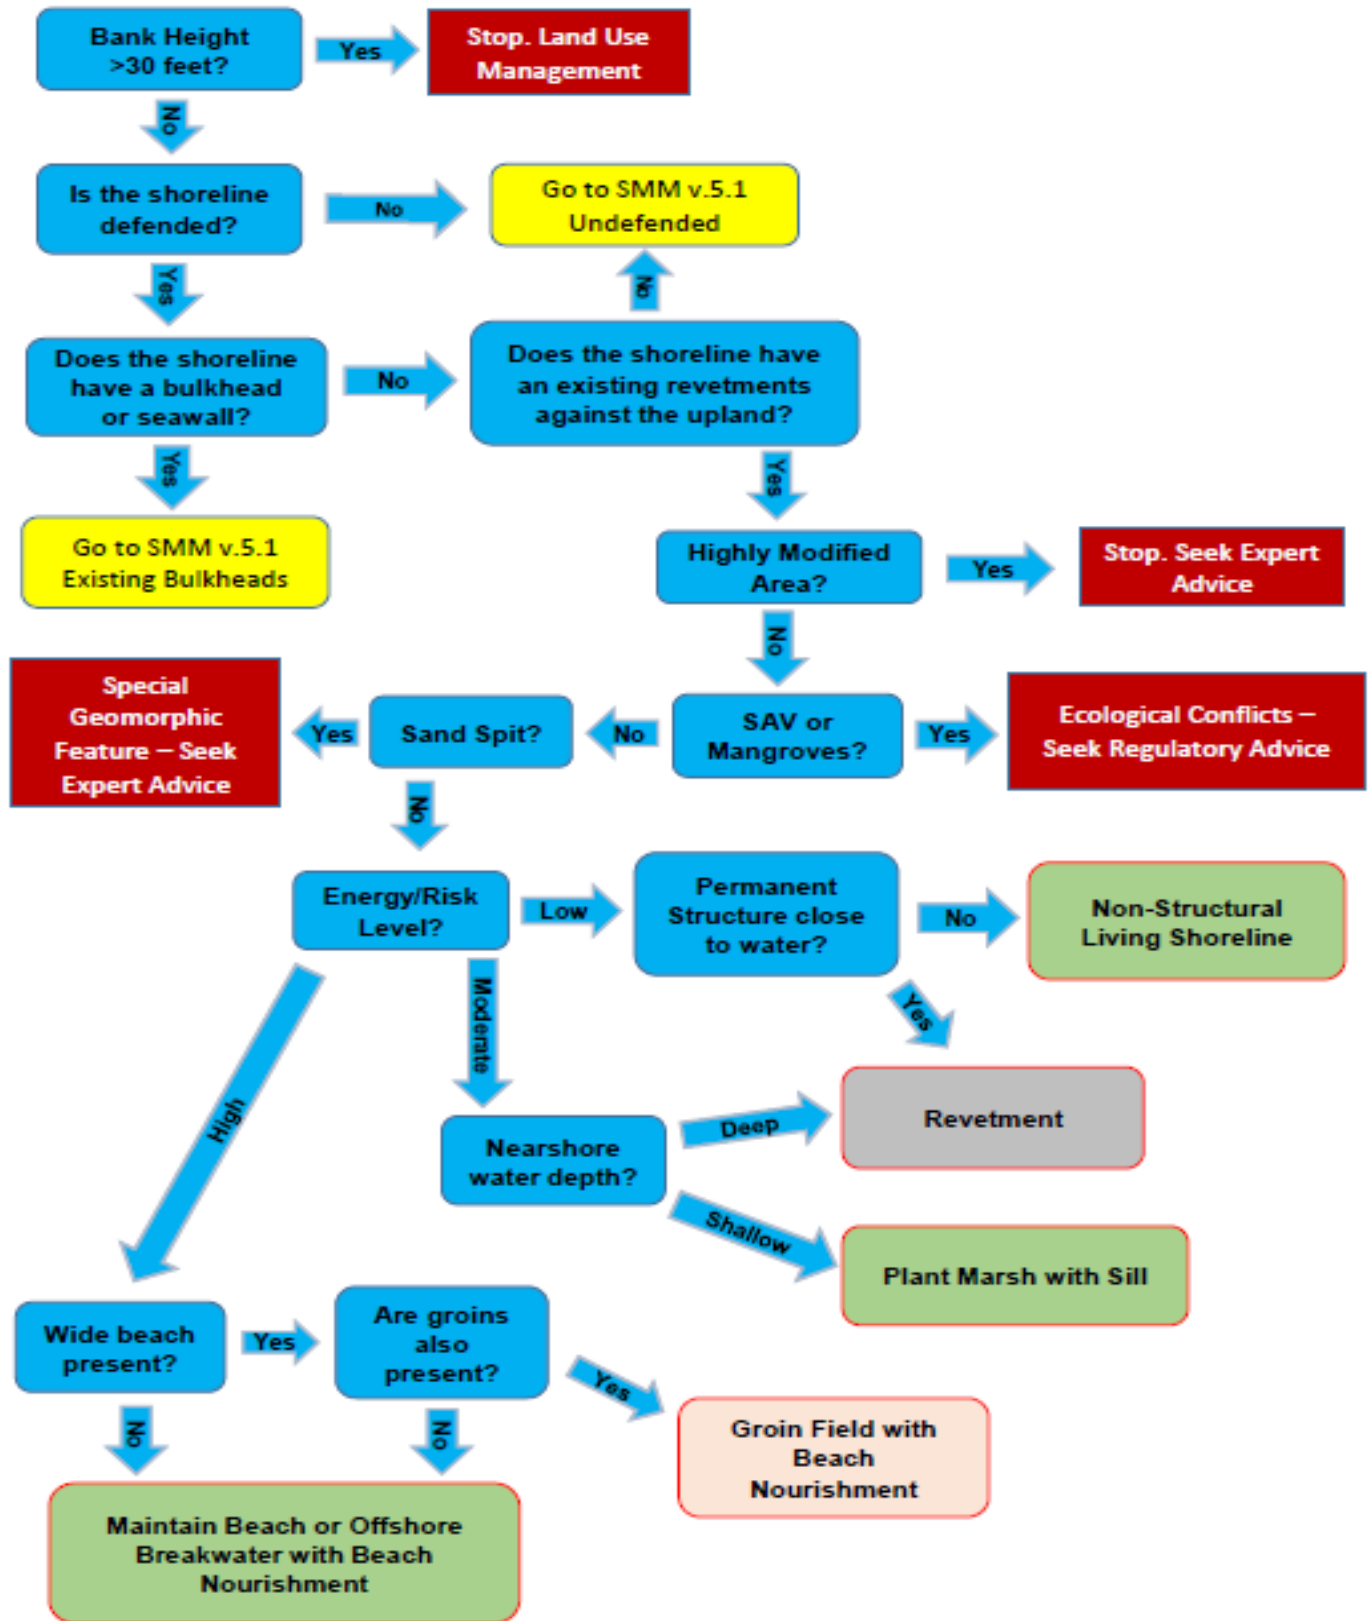 Bank Height
>30 feet?
Yes
Stop. Land Use
Management
No
Is the shoreline
defended?
No
Go to SMM v.5.1
Undefended
Yes
No
Does the shoreline
have a bulkhead
or seawall?
No
Does the shoreline have
an existing revetments
against the upland?
Yes
Yes
Go to SMM v.5.1
Existing Bulkheads
Highly Modified
Area?
Yes
Stop. Seek Expert
Advice
No
Special
Geomorphic
Feature – Seek
Expert Advice
Yes
Sand Spit?
No
SAV or
Mangroves?
Yes
Ecological Conflicts –
Seek Regulatory Advice
No
Energy/Risk
Level?
Low
Permanent
Structure close
to water?
No
Non-Structural
Living Shoreline
Yes
Moderate
High
Nearshore
water depth?
Deep
Revetment
Shallow
Plant Marsh with Sill
Wide beach
present?
Yes
Are groins
also
present?
Yes
Groin Field with
Beach
Nourishment
No
No
Maintain Beach or Offshore
Breakwater with Beach
Nourishment